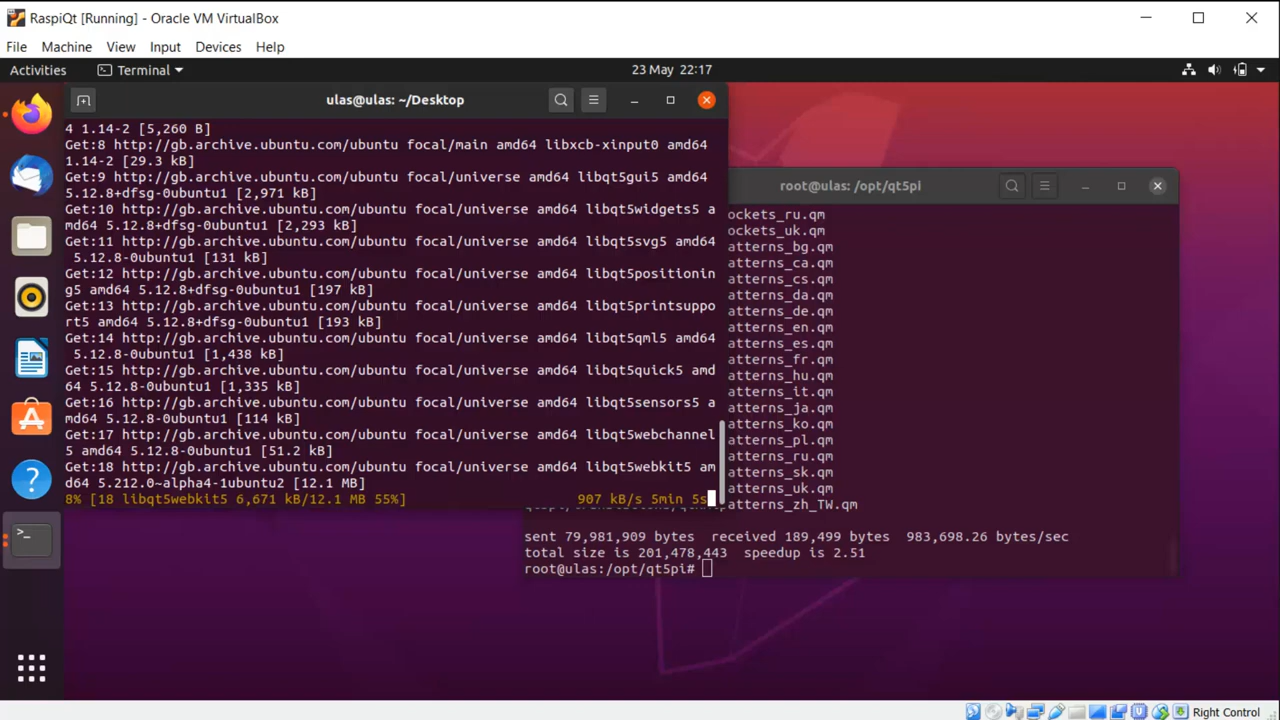 RaspiQt [Running] - Oracle VM VirtualBox
File Machine View Input Devices Help
Activities Terminal 23 May 22:17
ulas@ulas: ~/Desktop
4 1.14-2 [5,260 B]
Get:8 http://gb.archive.ubuntu.com/ubuntu focal/main amd64 libxcb-xinput0 amd64
1.14-2 [29.3 kB]
Get:9 http://gb.archive.ubuntu.com/ubuntu focal/universe amd64 libqt5gui5 amd64
5.12.8+dfsg-0ubuntu1 [2,971 kB]
Get:10 http://gb.archive.ubuntu.com/ubuntu focal/universe amd64 libqt5widgets5 a
md64 5.12.8+dfsg-0ubuntu1 [2,293 kB]
Get:11 http://gb.archive.ubuntu.com/ubuntu focal/universe amd64 libqt5svg5 amd64
5.12.8-0ubuntu1 [131 kB]
Get:12 http://gb.archive.ubuntu.com/ubuntu focal/universe amd64 libqt5positionin
g5 amd64 5.12.8+dfsg-0ubuntu1 [197 kB]
Get:13 http://gb.archive.ubuntu.com/ubuntu focal/universe amd64 libqt5printsuppo
rt5 amd64 5.12.8+dfsg-0ubuntu1 [193 kB]
Get:14 http://gb.archive.ubuntu.com/ubuntu focal/universe amd64 libqt5qml5 amd64
5.12.8-0ubuntu1 [1,438 kB]
Get:15 http://gb.archive.ubuntu.com/ubuntu focal/universe amd64 libqt5quick5 amd
64 5.12.8-0ubuntu1 [1,335 kB]
Get:16 http://gb.archive.ubuntu.com/ubuntu focal/universe amd64 libqt5sensors5 a
md64 5.12.8-0ubuntu1 [114 kB]
Get:17 http://gb.archive.ubuntu.com/ubuntu focal/universe amd64 libqt5webchannel
5 amd64 5.12.8-0ubuntu1 [51.2 kB]
Get:18 http://gb.archive.ubuntu.com/ubuntu focal/universe amd64 libqt5webkit5 am
d64 5.212.0~alpha4-1ubuntu2 [12.1 MB]
8% [18 libqt5webkit5 6,671 kB/12.1 MB 55%] 907 kB/s 5min 5s
root@ulas: /opt/qt5pi
ockets_ru.qm
ockets_uk.qm
atterns_bg.qm
atterns_ca.qm
atterns_cs.qm
atterns_da.qm
atterns_de.qm
atterns_en.qm
atterns_es.qm
atterns_fr.qm
atterns_hu.qm
atterns_it.qm
atterns_ja.qm
atterns_ko.qm
atterns_pl.qm
atterns_ru.qm
atterns_sk.qm
atterns_uk.qm
atterns_zh_TW.qm
sent 79,981,909 bytes received 189,499 bytes 983,698.26 bytes/sec
total size is 201,478,443 speedup is 2.51
root@ulas:/opt/qt5pi#
Right Control